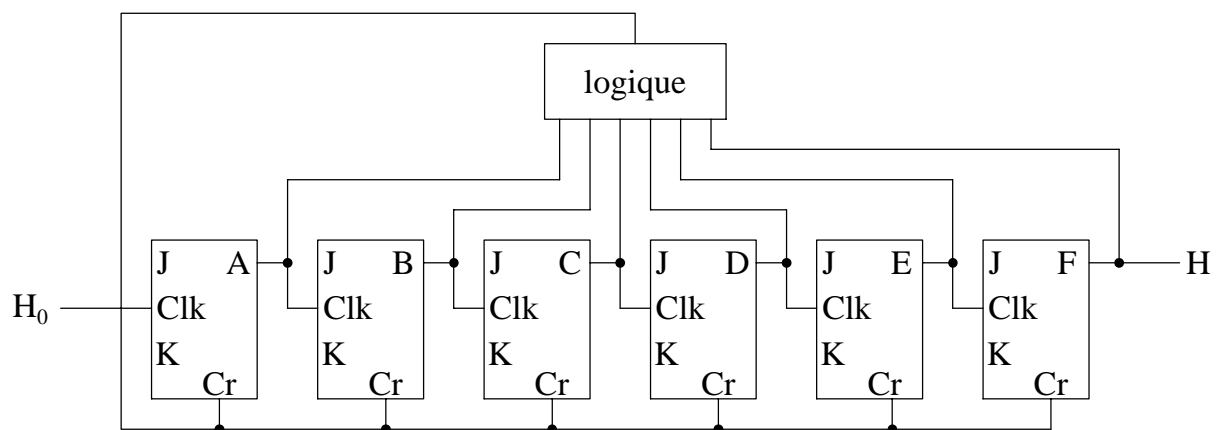 logique
J A J B J C J D J E J F H
H₀ Clk Clk Clk Clk Clk Clk
K K K K K K
Cr Cr Cr Cr Cr Cr